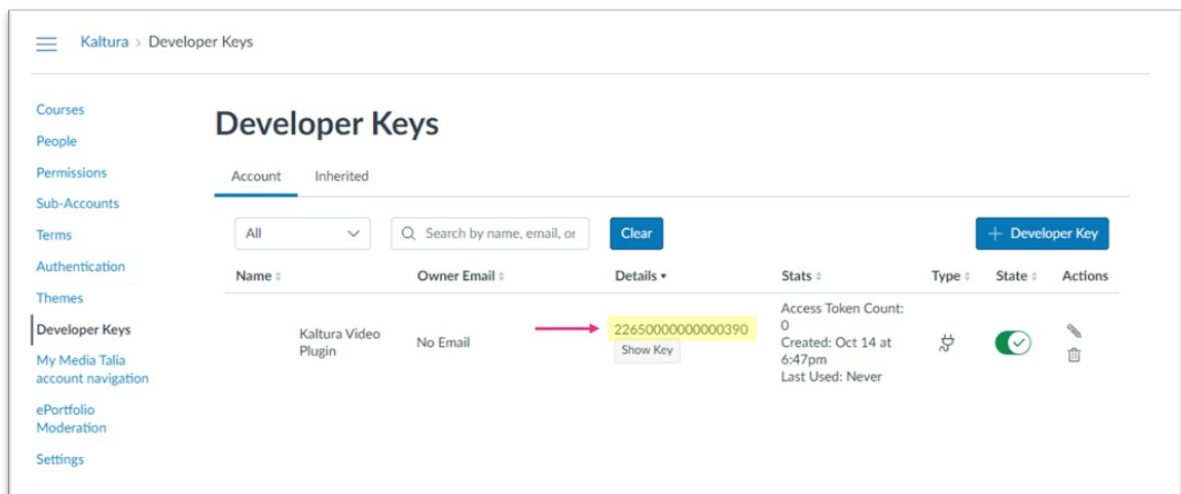 Kaltura > Developer Keys
Courses
People
Permissions
Sub-Accounts
Terms
Authentication
Themes
Developer Keys
My Media Talia
account navigation
ePortfolio
Moderation
Settings
Developer Keys
Account Inherited
All Search by name, email, or Clear + Developer Key
Name Owner Email Details Stats Type State Actions
Kaltura Video
Plugin
No Email
22650000000000390
Show Key
Access Token Count:
0
Created: Oct 14 at
6:47pm
Last Used: Never